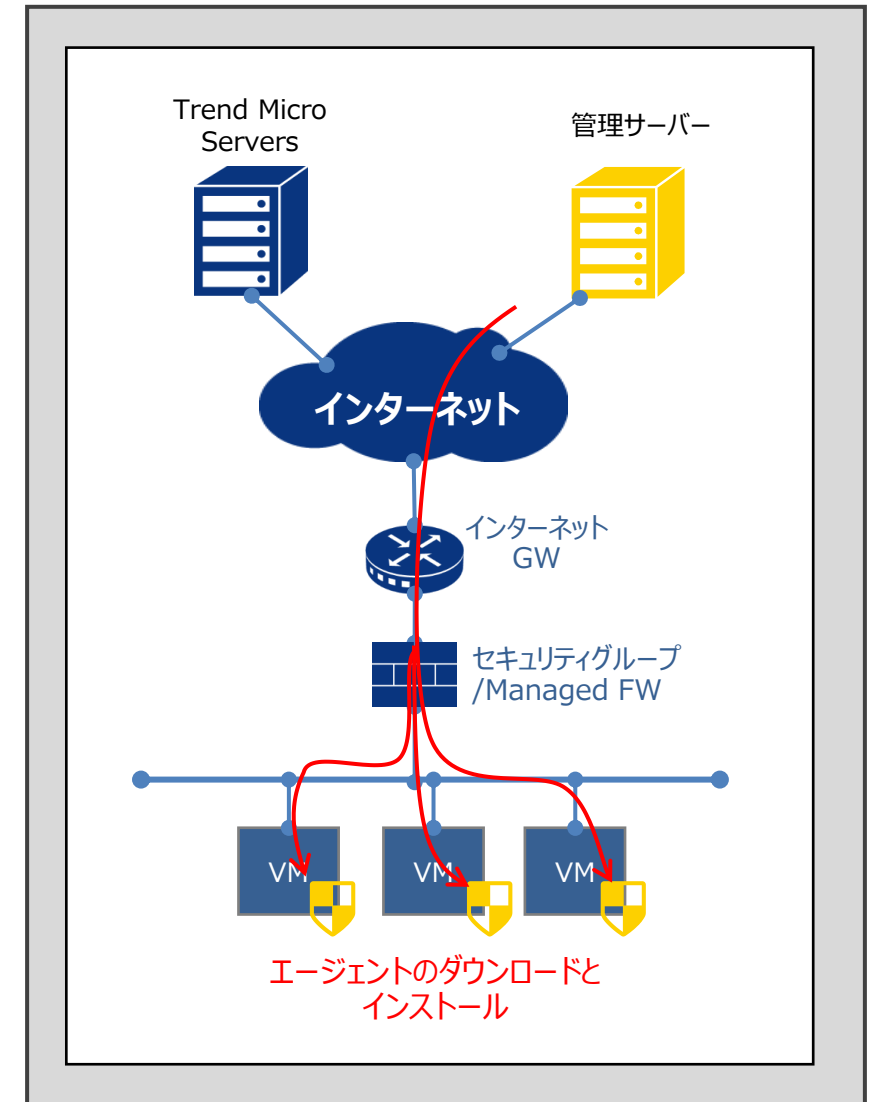 Trend Micro
Servers
管理サーバー
インターネット
インターネット
GW
セキュリティグループ
/Managed FW
VM
VM
VM
エージェントのダウンロードと
インストール